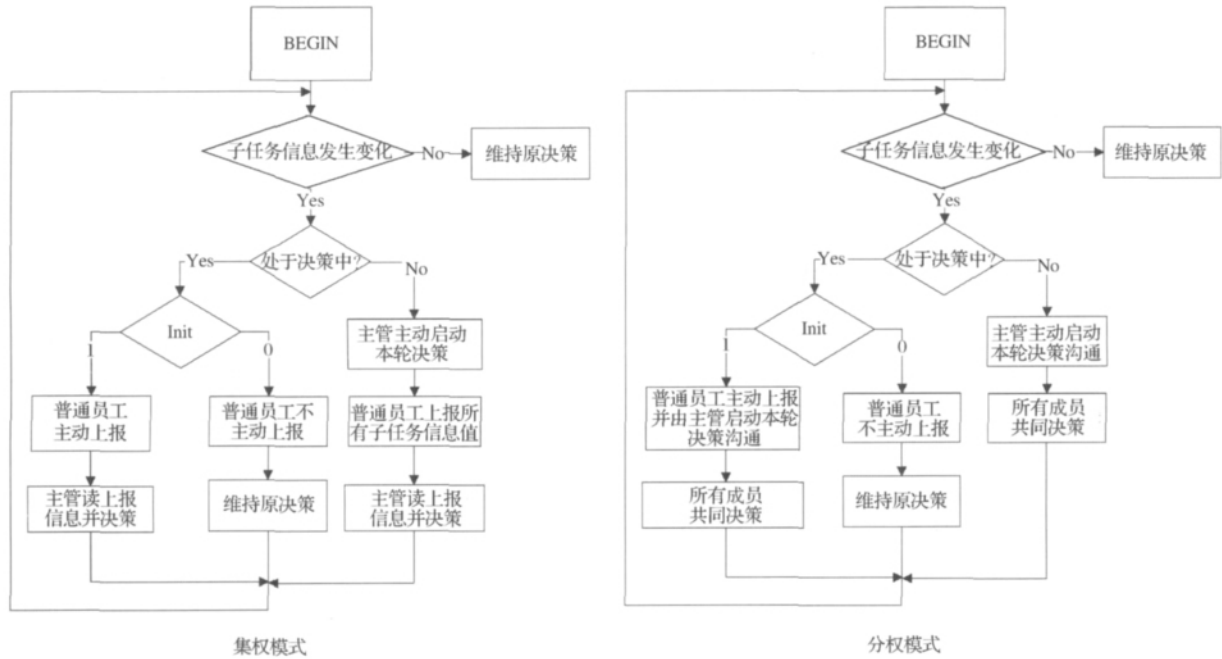 BEGIN
子任务信息发生变化
No
维持原决策
Yes
处于决策中?
Yes
No
Init
1
0
主管主动启动
本轮决策
普通员工
主动上报
普通员工不
主动上报
普通员工上报所
有子任务信息值
主管读上报
信息并决策
维持原决策
主管读上报
信息并决策
集权模式
BEGIN
子任务信息发生变化
No
维持原决策
Yes
处于决策中?
Yes
No
Init
1
0
主管主动启动
本轮决策沟通
普通员工主动上报
并由主管启动本轮
决策沟通
普通员工
不主动上报
所有成员
共同决策
所有成员
共同决策
维持原决策
分权模式